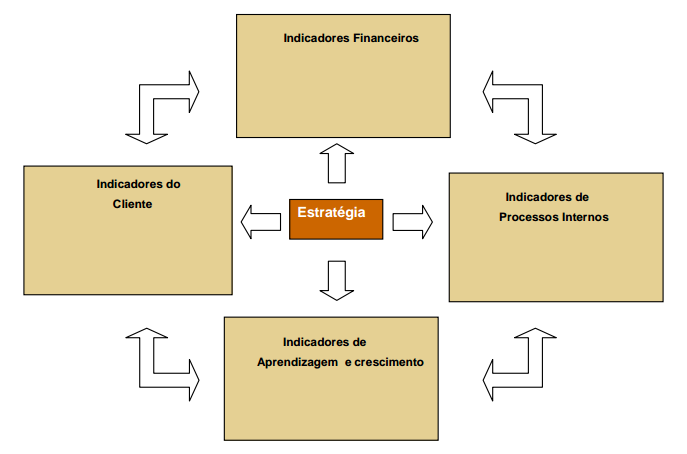 Indicadores Financeiros
Indicadores do
Cliente
Estratégia
Indicadores de
Processos Internos
Indicadores de
Aprendizagem e crescimento